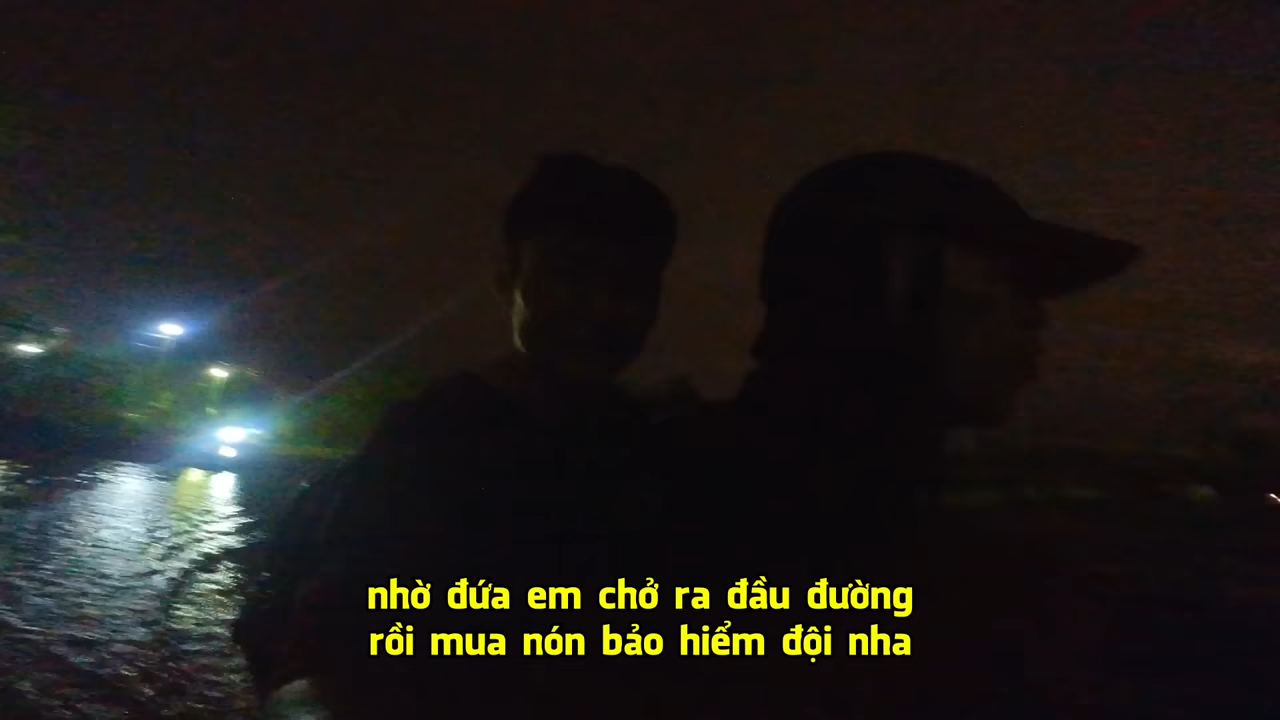 nhờ đứa em chở ra đầu đường
rồi mua nón bảo hiểm đội nha